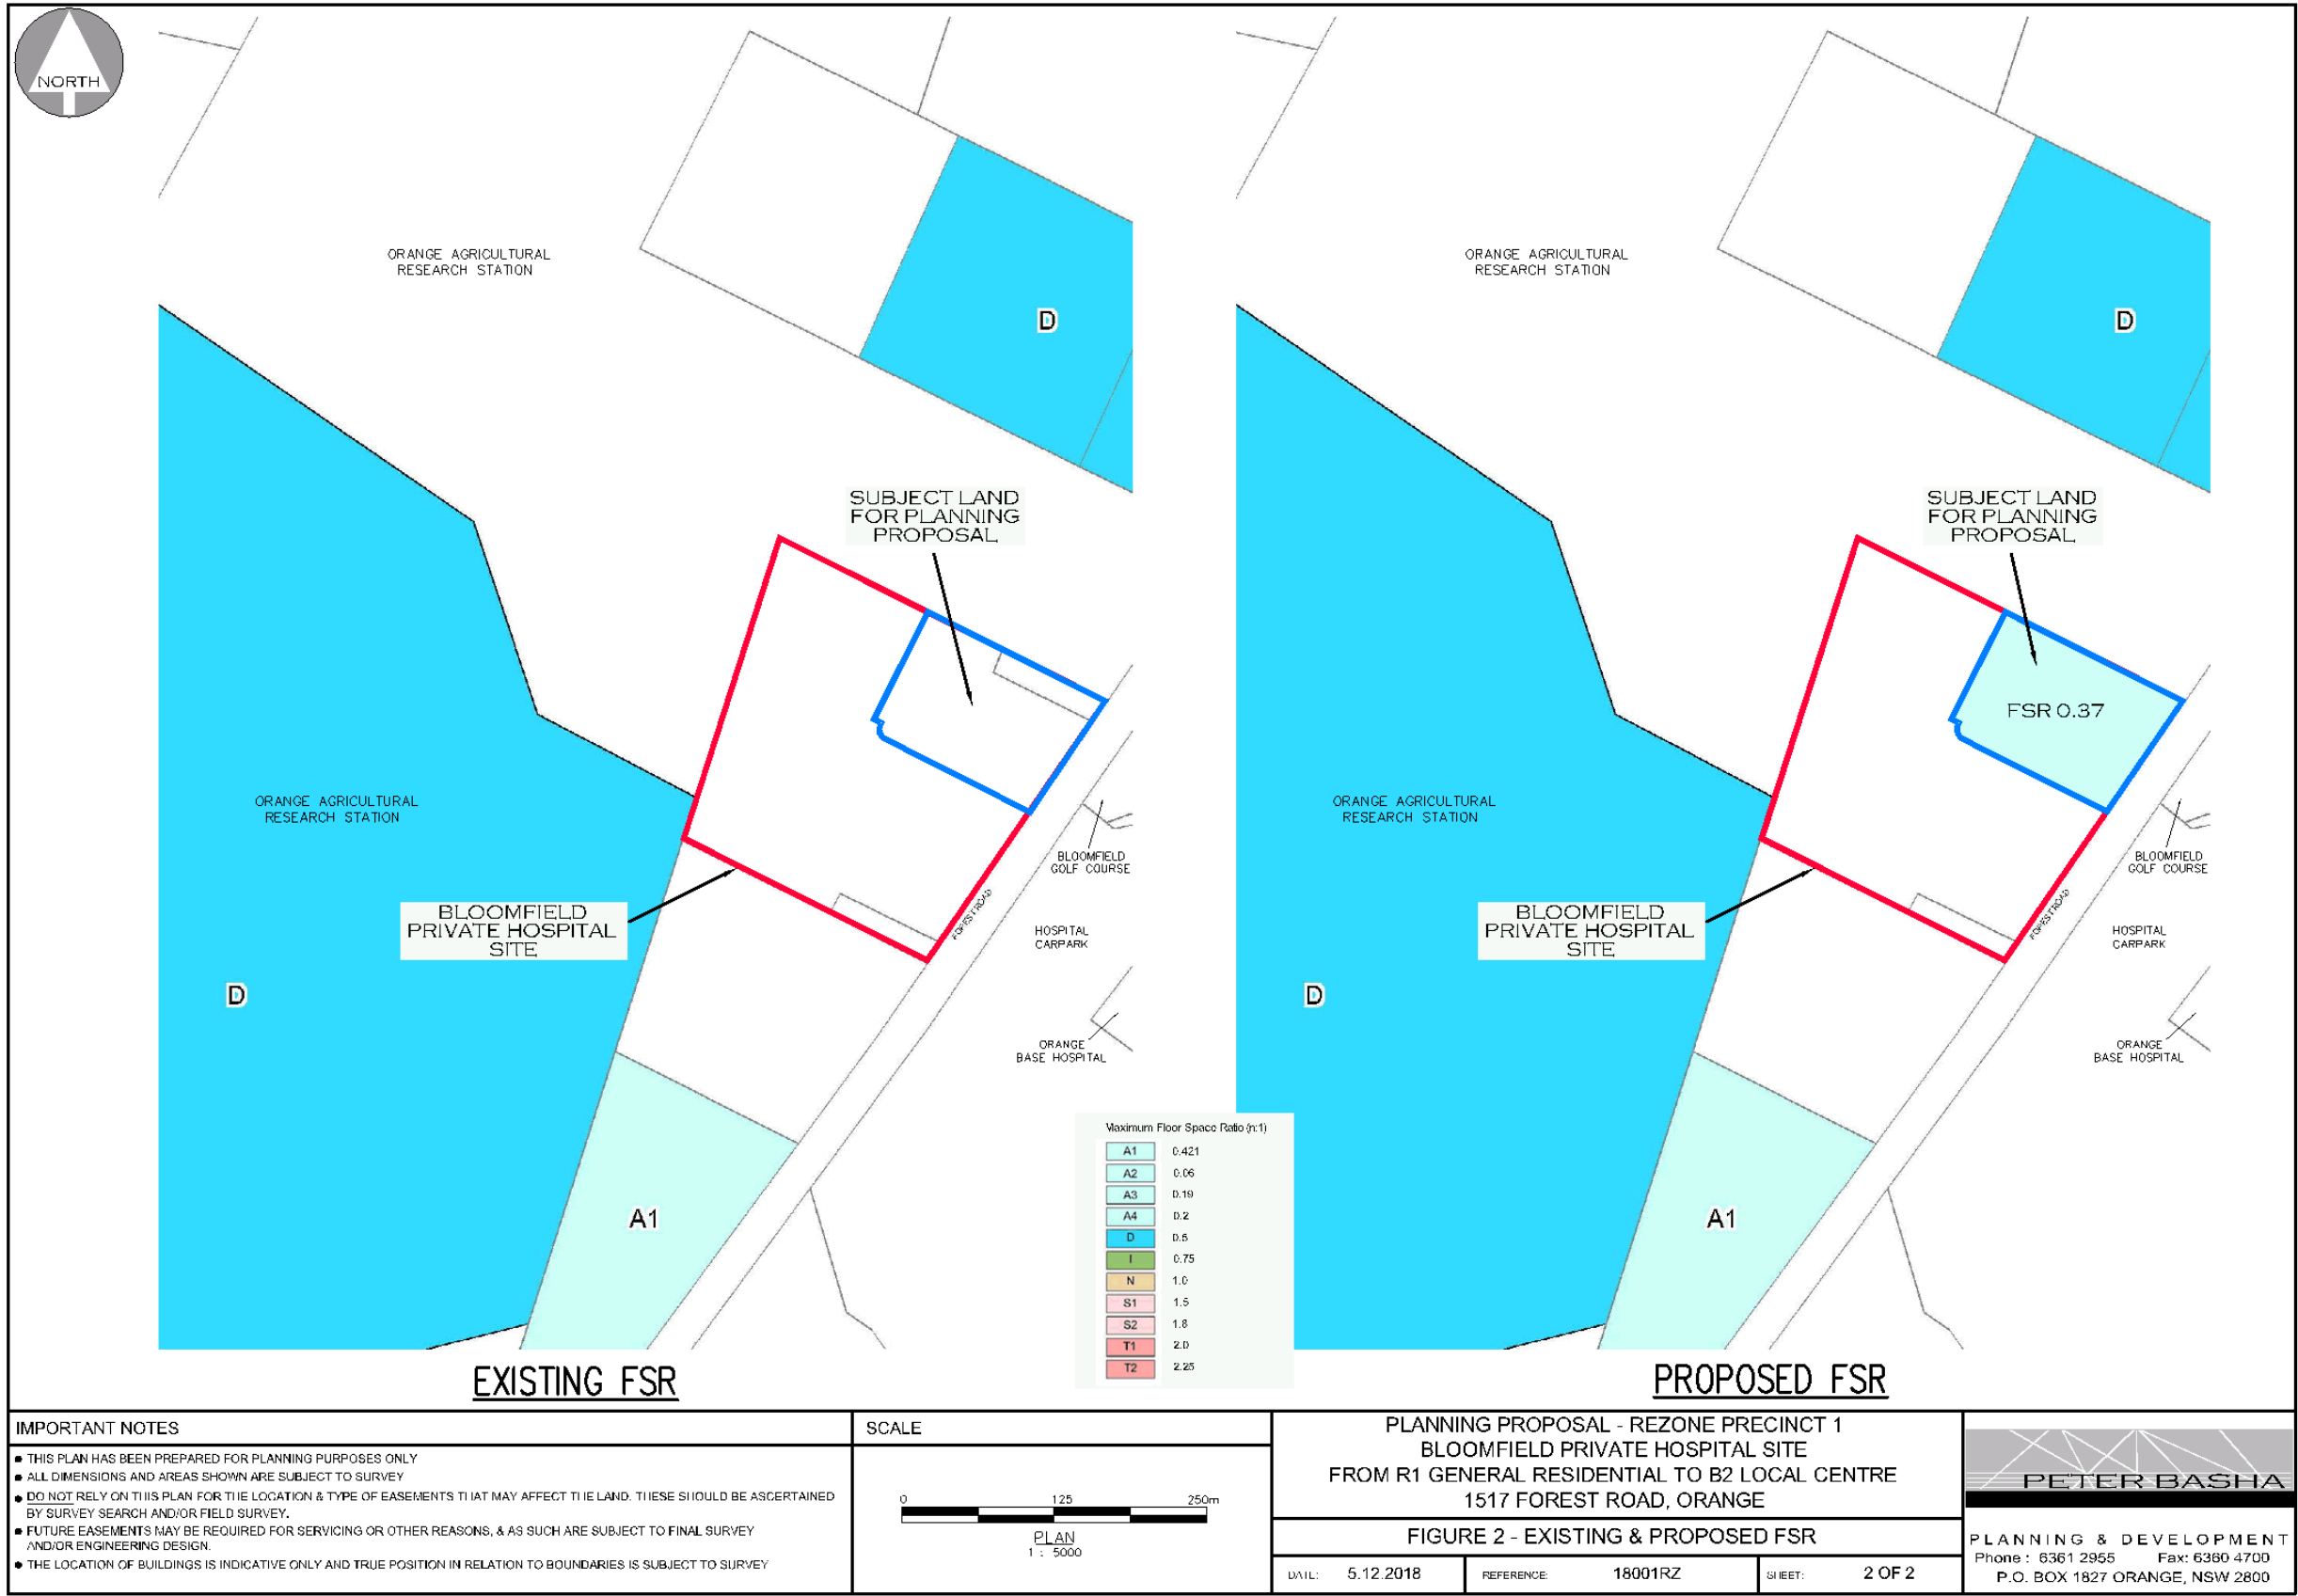 NORTH
ORANGE AGRICULTURAL
RESEARCH STATION
D
SUBJECT LAND
FOR PLANNING
PROPOSAL
ORANGE AGRICULTURAL
RESEARCH STATION
BLOOMFIELD
GOLF COURSE
BLOOMFIELD
PRIVATE HOSPITAL
SITE
FOREST ROAD
HOSPITAL
CARPARK
D
ORANGE
BASE HOSPITAL
A1
EXISTING FSR
ORANGE AGRICULTURAL
RESEARCH STATION
D
SUBJECT LAND
FOR PLANNING
PROPOSAL
FSR 0.37
ORANGE AGRICULTURAL
RESEARCH STATION
BLOOMFIELD
GOLF COURSE
BLOOMFIELD
PRIVATE HOSPITAL
SITE
FOREST ROAD
HOSPITAL
CARPARK
D
ORANGE
BASE HOSPITAL
A1
PROPOSED FSR
Maximum Floor Space Ratio (n:1)
A1 0.421
A2 0.06
A3 0.19
A4 0.2
D 0.5
I 0.75
N 1.0
S1 1.5
S2 1.8
T1 2.0
T2 2.25
IMPORTANT NOTES
• THIS PLAN HAS BEEN PREPARED FOR PLANNING PURPOSES ONLY
• ALL DIMENSIONS AND AREAS SHOWN ARE SUBJECT TO SURVEY
• DO NOT RELY ON THIS PLAN FOR THE LOCATION & TYPE OF EASEMENTS THAT MAY AFFECT THE LAND. THESE SHOULD BE ASCERTAINED
BY SURVEY SEARCH AND/OR FIELD SURVEY.
• FUTURE EASEMENTS MAY BE REQUIRED FOR SERVICING OR OTHER REASONS, & AS SUCH ARE SUBJECT TO FINAL SURVEY
AND/OR ENGINEERING DESIGN.
• THE LOCATION OF BUILDINGS IS INDICATIVE ONLY AND TRUE POSITION IN RELATION TO BOUNDARIES IS SUBJECT TO SURVEY
SCALE
0 125 250m
PLAN
1 : 5000
PLANNING PROPOSAL - REZONE PRECINCT 1
BLOOMFIELD PRIVATE HOSPITAL SITE
FROM R1 GENERAL RESIDENTIAL TO B2 LOCAL CENTRE
1517 FOREST ROAD, ORANGE
FIGURE 2 - EXISTING & PROPOSED FSR
DATE: 5.12.2018 REFERENCE: 18001RZ SHEET: 2 OF 2
PETER BASHA
PLANNING & DEVELOPMENT
Phone : 6361 2955 Fax: 6360 4700
P.O. BOX 1827 ORANGE, NSW 2800